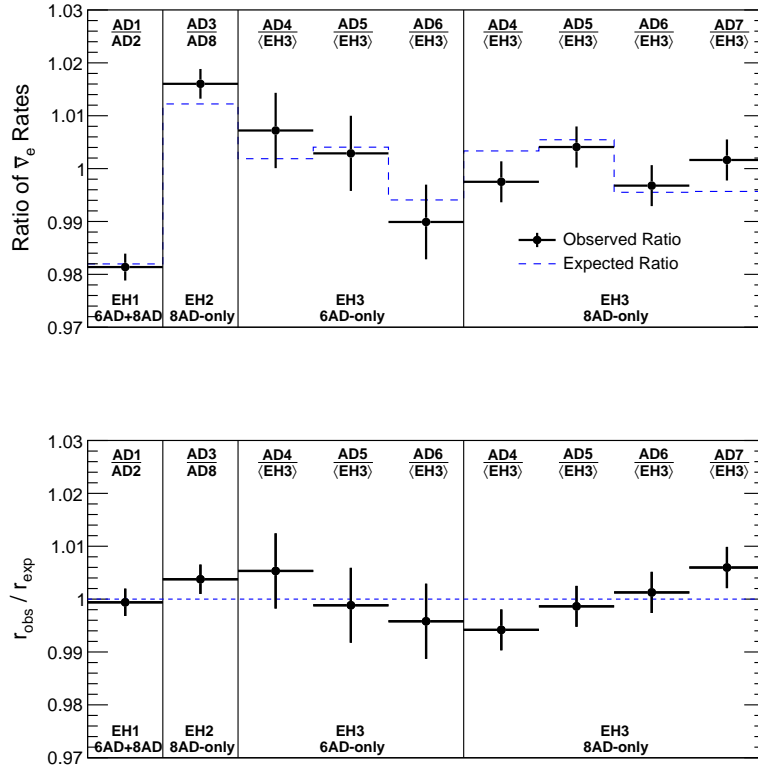 1.03
1.02
1.01
1
0.99
0.98
0.97
Ratio of ν̅_e Rates
AD1 AD3 AD4 AD5 AD6 AD4 AD5 AD6 AD7
AD2 AD8 ⟨EH3⟩ ⟨EH3⟩ ⟨EH3⟩ ⟨EH3⟩ ⟨EH3⟩ ⟨EH3⟩ ⟨EH3⟩
Observed Ratio
Expected Ratio
EH1 EH2 EH3 EH3
6AD+8AD 8AD-only 6AD-only 8AD-only
1.03
1.02
1.01
1
0.99
0.98
0.97
r_obs / r_exp
AD1 AD3 AD4 AD5 AD6 AD4 AD5 AD6 AD7
AD2 AD8 ⟨EH3⟩ ⟨EH3⟩ ⟨EH3⟩ ⟨EH3⟩ ⟨EH3⟩ ⟨EH3⟩ ⟨EH3⟩
EH1 EH2 EH3 EH3
6AD+8AD 8AD-only 6AD-only 8AD-only